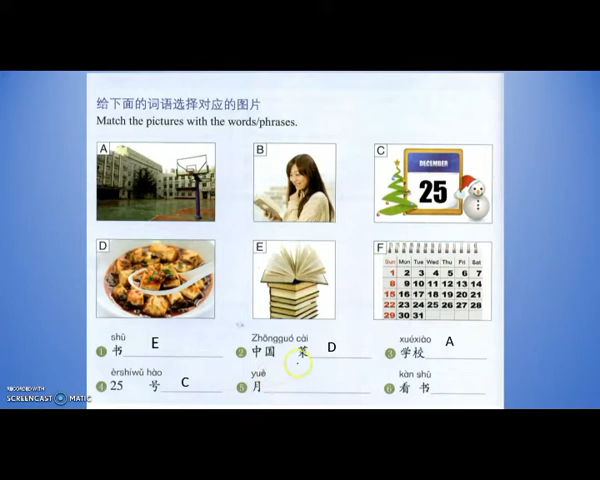 给下面的词语选择对应的图片
Match the pictures with the words/phrases.
A
B
C
DECEMBER
25
D
E
F
Sun Mon Tue Wed Thu Fri Sat
1 2 3 4 5 6 7
8 9 10 11 12 13 14
15 16 17 18 19 20 21
22 23 24 25 26 27 28
29 30 31
shū
1 书 E
Zhōngguó cài
2 中国 菜 D
xuéxiào
3 学校 A
èrshíwǔ hào
4 25 号 C
yuè
5 月
kàn shū
6 看 书
RECORDED WITH
SCREENCAST MATIC